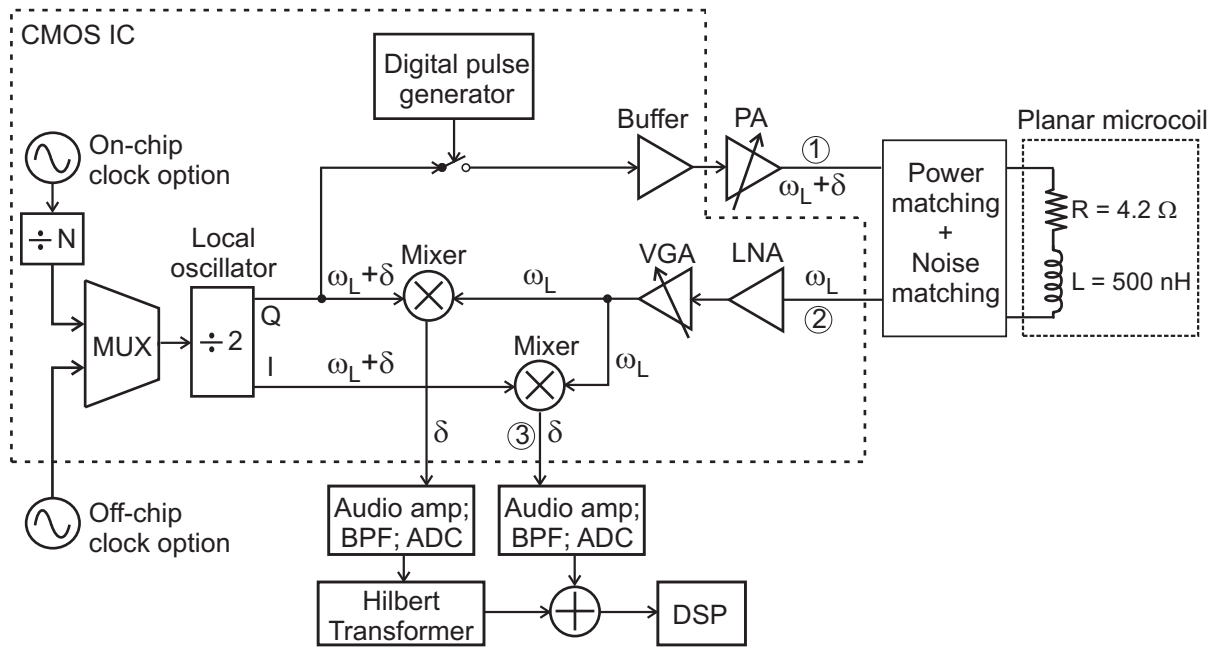 CMOS IC
Digital pulse
generator
On-chip
clock option
÷ N
Local
oscillator
MUX
÷ 2
Q
I
ωL+δ
ωL+δ
Mixer
Mixer
ωL
ωL
VGA
LNA
Buffer
PA
1
ωL+δ
ωL
2
Power
matching
+
Noise
matching
Planar microcoil
R = 4.2 Ω
L = 500 nH
δ
3
δ
Off-chip
clock option
Audio amp;
BPF; ADC
Audio amp;
BPF; ADC
Hilbert
Transformer
DSP